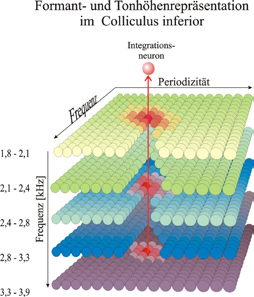 Formant- und Tonhöhenrepräsentation
im Colliculus inferior
Integrations-
neuron
Frequenz
Periodizität
Frequenz [kHz]
1,8 - 2,1
2,1 - 2,4
2,4 - 2,8
2,8 - 3,3
3,3 - 3,9